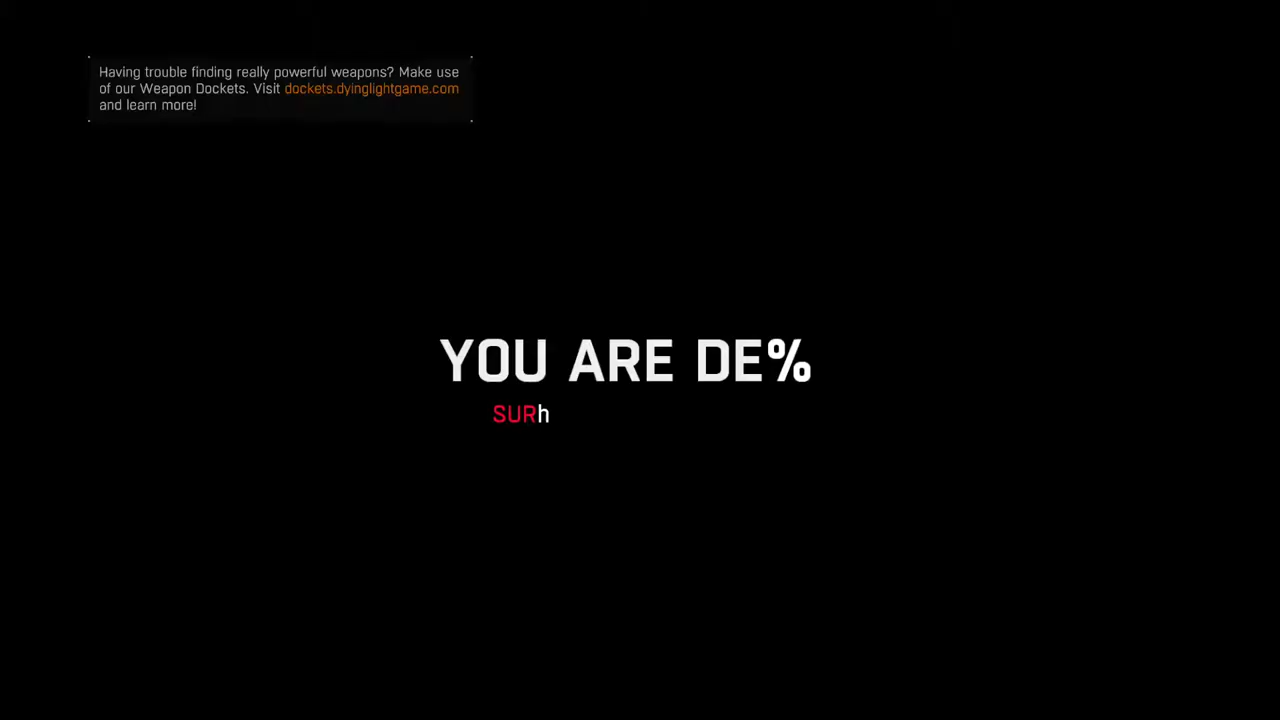 Having trouble finding really powerful weapons? Make use
of our Weapon Dockets. Visit dockets.dyinglightgame.com
and learn more!
YOU ARE DE%
SURh